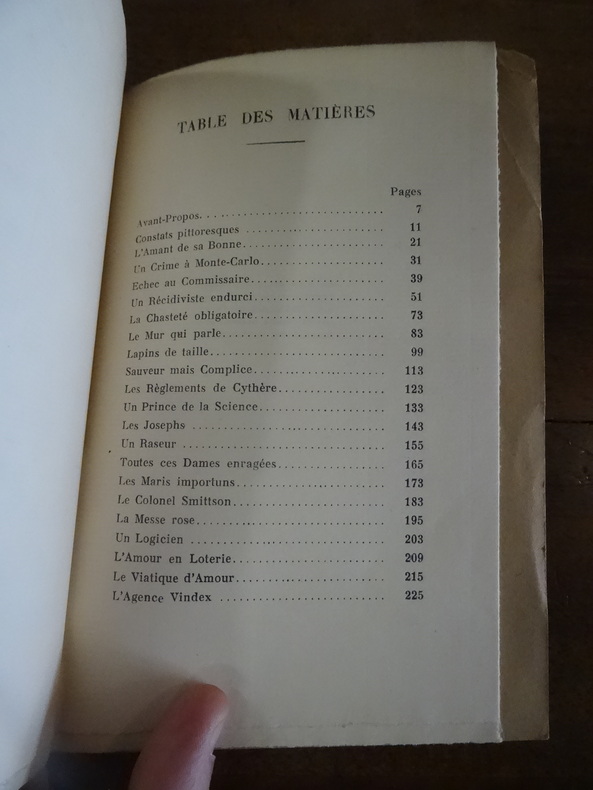 TABLE DES MATIÈRES
Pages
Avant-Propos. . . . . . . . . . . . . . . . . . . . . . . . . . . . . 7
Constats pittoresques . . . . . . . . . . . . . . . . . . . . . . 11
L'Amant de sa Bonne. . . . . . . . . . . . . . . . . . . . . . 21
Un Crime à Monte-Carlo. . . . . . . . . . . . . . . . . . . . 31
Echec au Commissaire. . . . . . . . . . . . . . . . . . . . . 39
Un Récidiviste endurci. . . . . . . . . . . . . . . . . . . . . 51
La Chasteté obligatoire. . . . . . . . . . . . . . . . . . . . . 73
Le Mur qui parle. . . . . . . . . . . . . . . . . . . . . . . . . . 83
Lapins de taille. . . . . . . . . . . . . . . . . . . . . . . . . . . . 99
Sauveur mais Complice. . . . . . . . . . . . . . . . . . . . . 113
Les Règlements de Cythère. . . . . . . . . . . . . . . . . . 123
Un Prince de la Science. . . . . . . . . . . . . . . . . . . . . 133
Les Josephs . . . . . . . . . . . . . . . . . . . . . . . . . . . . . . 143
Un Raseur . . . . . . . . . . . . . . . . . . . . . . . . . . . . . . . 155
Toutes ces Dames enragées. . . . . . . . . . . . . . . . . . 165
Les Maris importuns. . . . . . . . . . . . . . . . . . . . . . . . 173
Le Colonel Smittson. . . . . . . . . . . . . . . . . . . . . . . . 183
La Messe rose. . . . . . . . . . . . . . . . . . . . . . . . . . . . . 195
Un Logicien . . . . . . . . . . . . . . . . . . . . . . . . . . . . . . 203
L'Amour en Loterie. . . . . . . . . . . . . . . . . . . . . . . . . 209
Le Viatique d'Amour. . . . . . . . . . . . . . . . . . . . . . . . 215
L'Agence Vindex . . . . . . . . . . . . . . . . . . . . . . . . . . 225